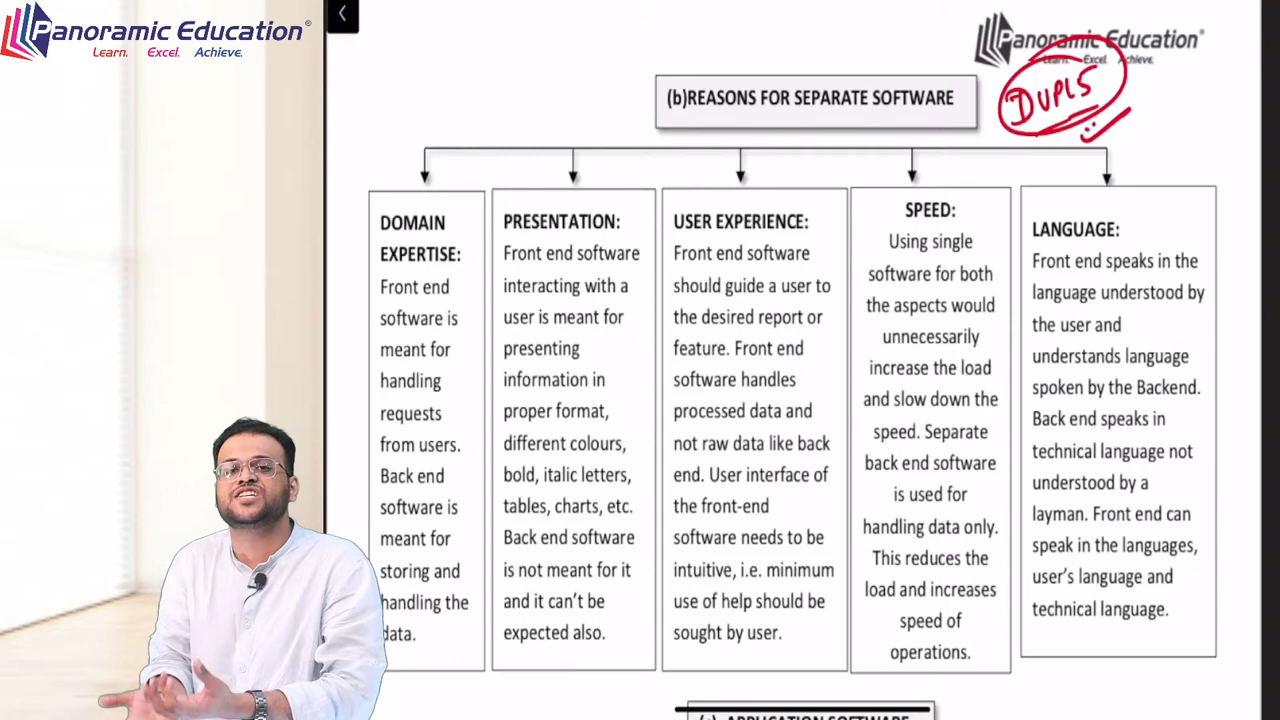 Panoramic Education®
Learn. Excel. Achieve.
Panoramic Education®
Learn. Excel. Achieve.
(b)REASONS FOR SEPARATE SOFTWARE
DUPLS
DOMAIN
EXPERTISE:
Front end
software is
meant for
handling
requests
from users.
Back end
software is
meant for
storing and
handling the
data.
PRESENTATION:
Front end software
interacting with a
user is meant for
presenting
information in
proper format,
different colours,
bold, italic letters,
tables, charts, etc.
Back end software
is not meant for it
and it can't be
expected also.
USER EXPERIENCE:
Front end software
should guide a user to
the desired report or
feature. Front end
software handles
processed data and
not raw data like back
end. User interface of
the front-end
software needs to be
intuitive, i.e. minimum
use of help should be
sought by user.
SPEED:
Using single
software for both
the aspects would
unnecessarily
increase the load
and slow down the
speed. Separate
back end software
is used for
handling data only.
This reduces the
load and increases
speed of
operations.
LANGUAGE:
Front end speaks in the
language understood by
the user and
understands language
spoken by the Backend.
Back end speaks in
technical language not
understood by a
layman. Front end can
speak in the languages,
user's language and
technical language.
(c) APPLICATION SOFTWARE